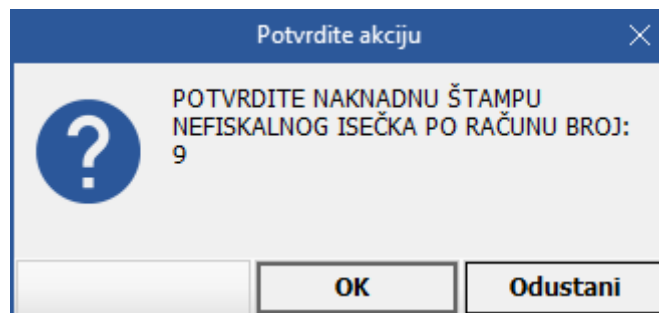 Potvrdite akciju
POTVRDITE NAKNADNU ŠTAMPU
NEFISKALNOG ISEČKA PO RAČUNU BROJ:
9
OK
Odustani